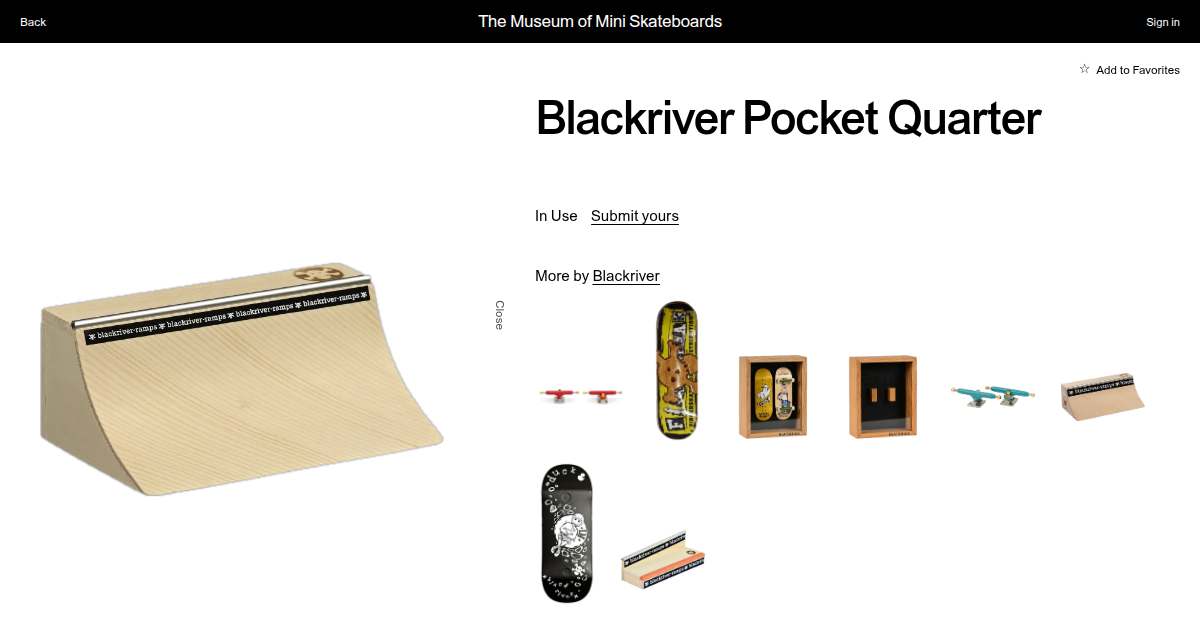 Back
The Museum of Mini Skateboards
Sign in
☆ Add to Favorites
Blackriver Pocket Quarter
In Use Submit yours
More by Blackriver
Close
blackriver-ramps blackriver-ramps blackriver-ramps blackriver-ramps